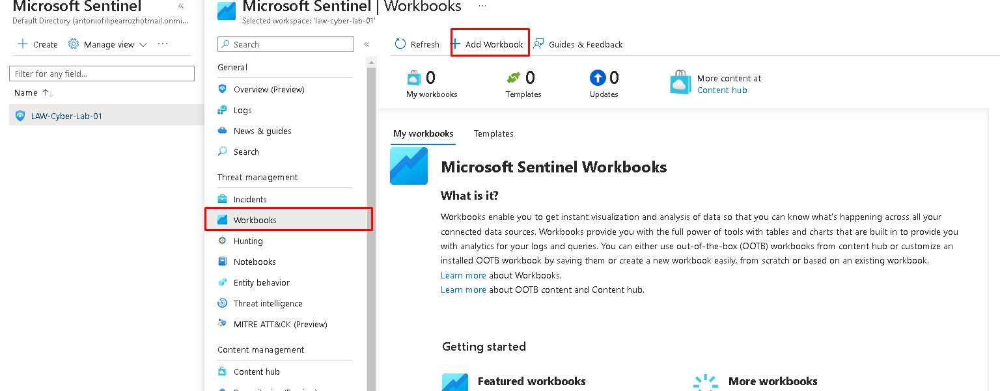 Microsoft Sentinel «
Default Directory (antoniofilipearrozhotmail.onmi...
+ Create Manage view ···
Filter for any field...
Name ↑↓
LAW-Cyber-Lab-01
Microsoft Sentinel | Workbooks ···
Selected workspace: 'law-cyber-lab-01'
Search «
General
Overview (Preview)
Logs
News & guides
Search
Threat management
Incidents
Workbooks
Hunting
Notebooks
Entity behavior
Threat intelligence
MITRE ATT&CK (Preview)
Content management
Content hub
Refresh + Add Workbook Guides & Feedback
0 My workbooks
0 Templates
0 Updates
More content at
Content hub
My workbooks Templates
Microsoft Sentinel Workbooks
What is it?
Workbooks enable you to get instant visualization and analysis of data so that you can know what's happening across all your
connected data sources. Workbooks provide you with the full power of tools with tables and charts that are built in to provide you
with analytics for your logs and queries. You can either use out-of-the-box (OOTB) workbooks from content hub or customize an
installed OOTB workbook by saving them or create a new workbook easily, from scratch or based on an existing workbook.
Learn more about Workbooks.
Learn more about OOTB content and Content hub.
Getting started
Featured workbooks
More workbooks